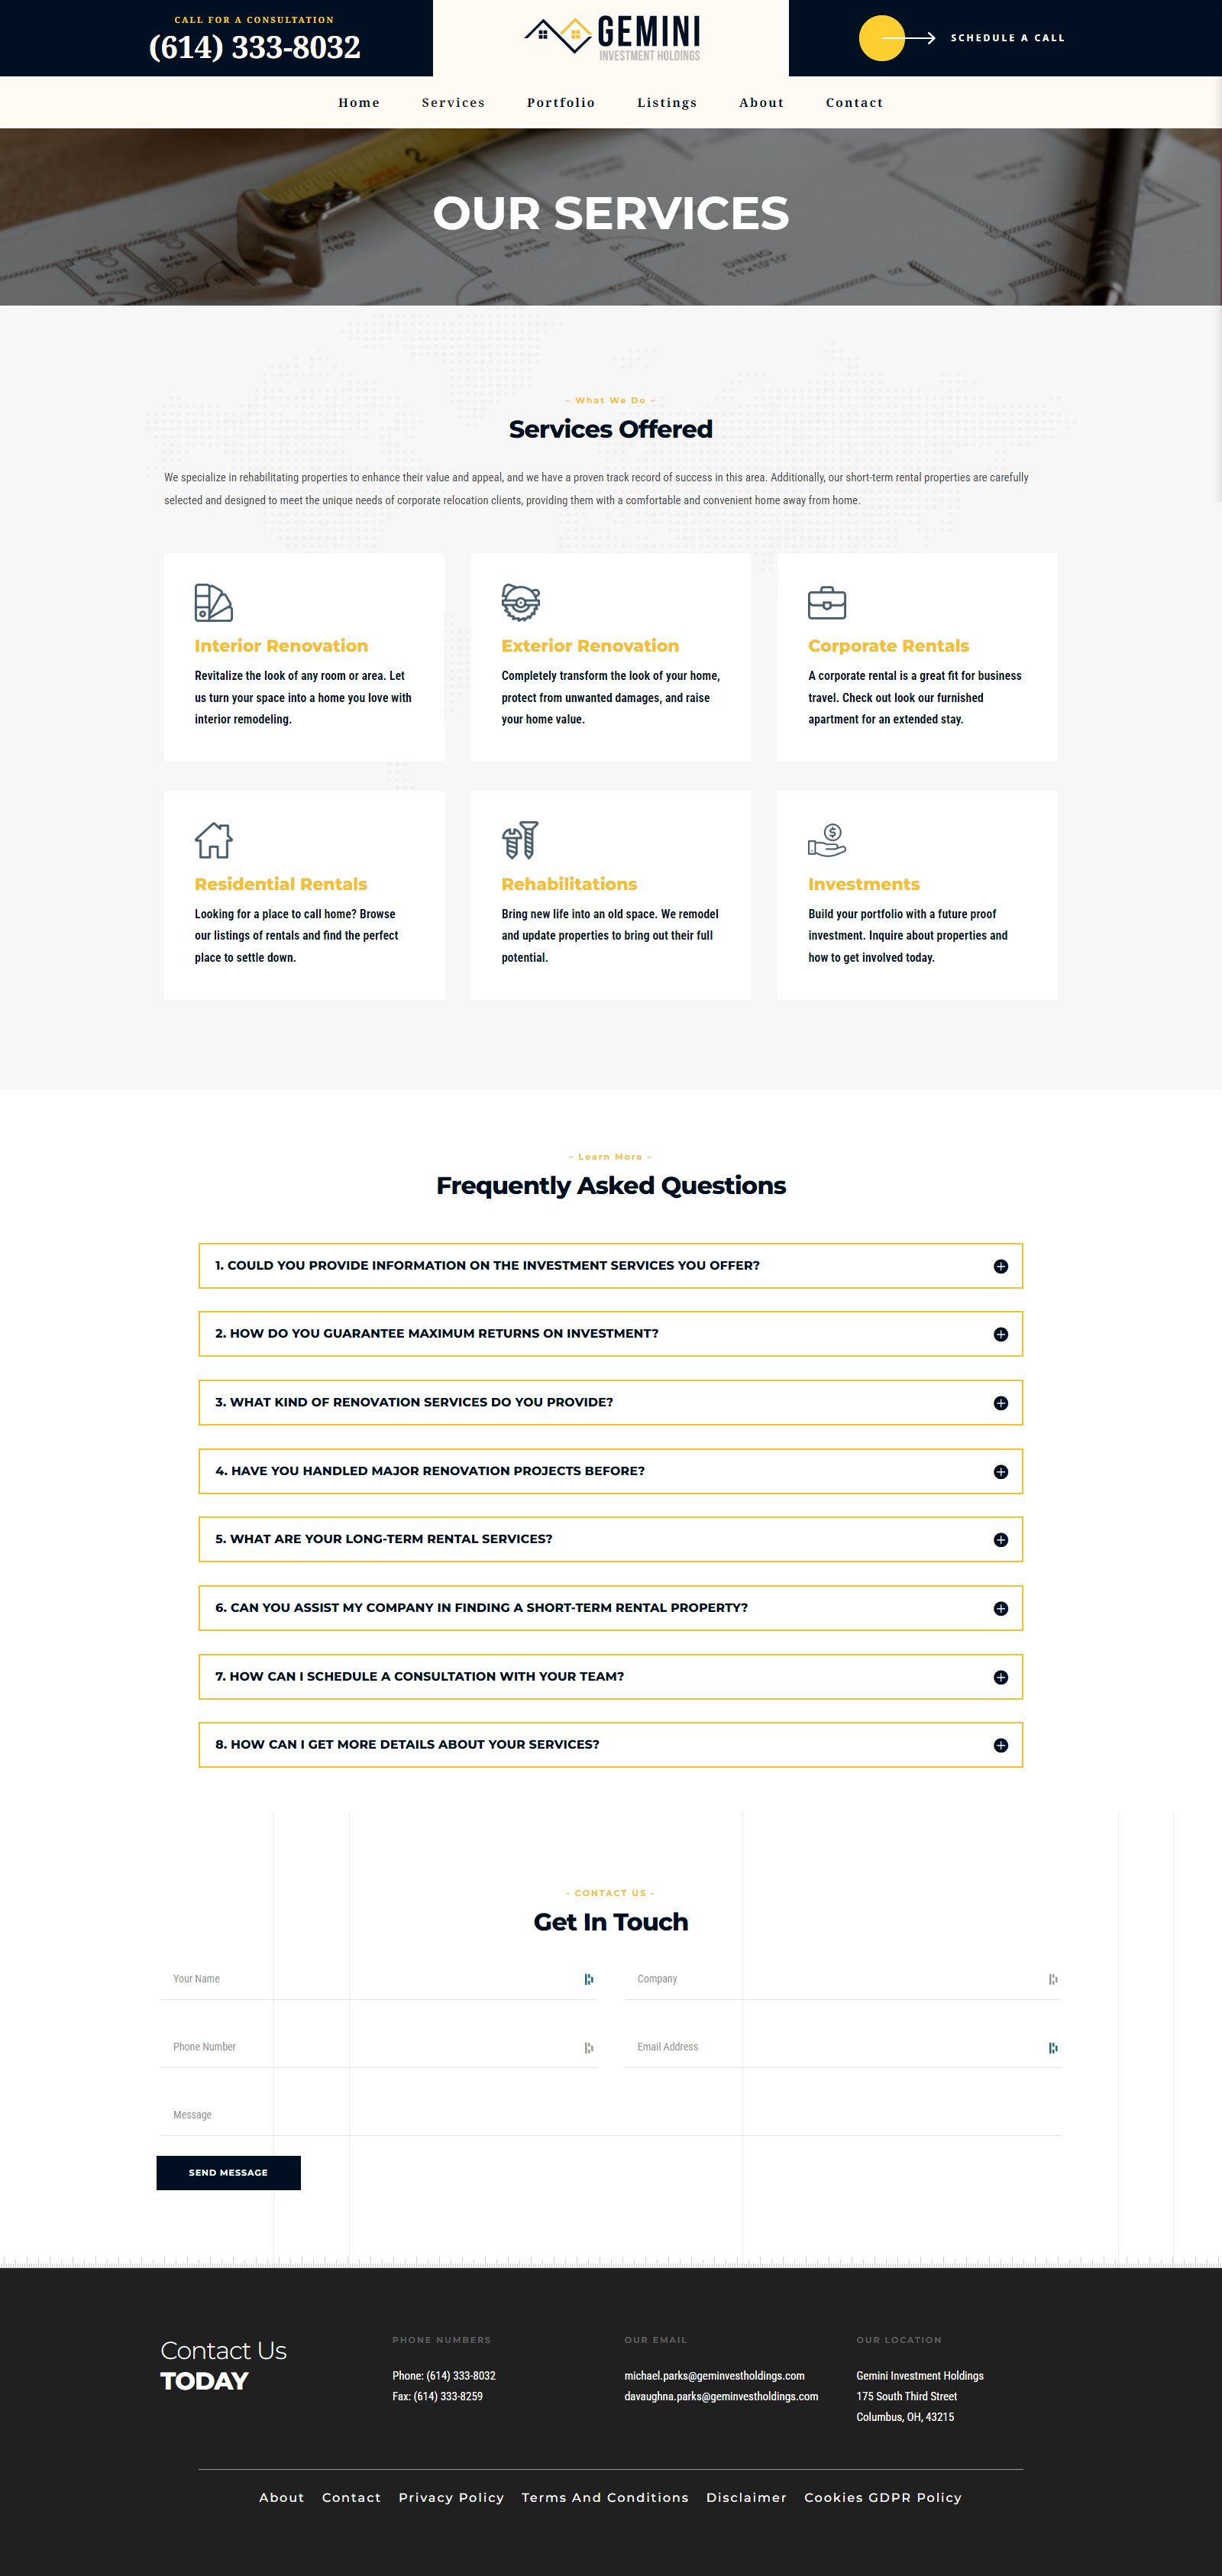 CALL FOR A CONSULTATION
(614) 333-8032
GEMINI
INVESTMENT HOLDINGS
SCHEDULE A CALL
Home Services Portfolio Listings About Contact
OUR SERVICES
– What We Do –
Services Offered
We specialize in rehabilitating properties to enhance their value and appeal, and we have a proven track record of success in this area. Additionally, our short-term rental properties are carefully
selected and designed to meet the unique needs of corporate relocation clients, providing them with a comfortable and convenient home away from home.
Interior Renovation
Revitalize the look of any room or area. Let
us turn your space into a home you love with
interior remodeling.
Exterior Renovation
Completely transform the look of your home,
protect from unwanted damages, and raise
your home value.
Corporate Rentals
A corporate rental is a great fit for business
travel. Check out look our furnished
apartment for an extended stay.
Residential Rentals
Looking for a place to call home? Browse
our listings of rentals and find the perfect
place to settle down.
Rehabilitations
Bring new life into an old space. We remodel
and update properties to bring out their full
potential.
Investments
Build your portfolio with a future proof
investment. Inquire about properties and
how to get involved today.
– Learn More –
Frequently Asked Questions
1. COULD YOU PROVIDE INFORMATION ON THE INVESTMENT SERVICES YOU OFFER?
2. HOW DO YOU GUARANTEE MAXIMUM RETURNS ON INVESTMENT?
3. WHAT KIND OF RENOVATION SERVICES DO YOU PROVIDE?
4. HAVE YOU HANDLED MAJOR RENOVATION PROJECTS BEFORE?
5. WHAT ARE YOUR LONG-TERM RENTAL SERVICES?
6. CAN YOU ASSIST MY COMPANY IN FINDING A SHORT-TERM RENTAL PROPERTY?
7. HOW CAN I SCHEDULE A CONSULTATION WITH YOUR TEAM?
8. HOW CAN I GET MORE DETAILS ABOUT YOUR SERVICES?
- CONTACT US -
Get In Touch
Your Name
Company
Phone Number
Email Address
Message
SEND MESSAGE
Contact Us
TODAY
PHONE NUMBERS
Phone: (614) 333-8032
Fax: (614) 333-8259
OUR EMAIL
michael.parks@geminvestholdings.com
davaughna.parks@geminvestholdings.com
OUR LOCATION
Gemini Investment Holdings
175 South Third Street
Columbus, OH, 43215
About Contact Privacy Policy Terms And Conditions Disclaimer Cookies GDPR Policy